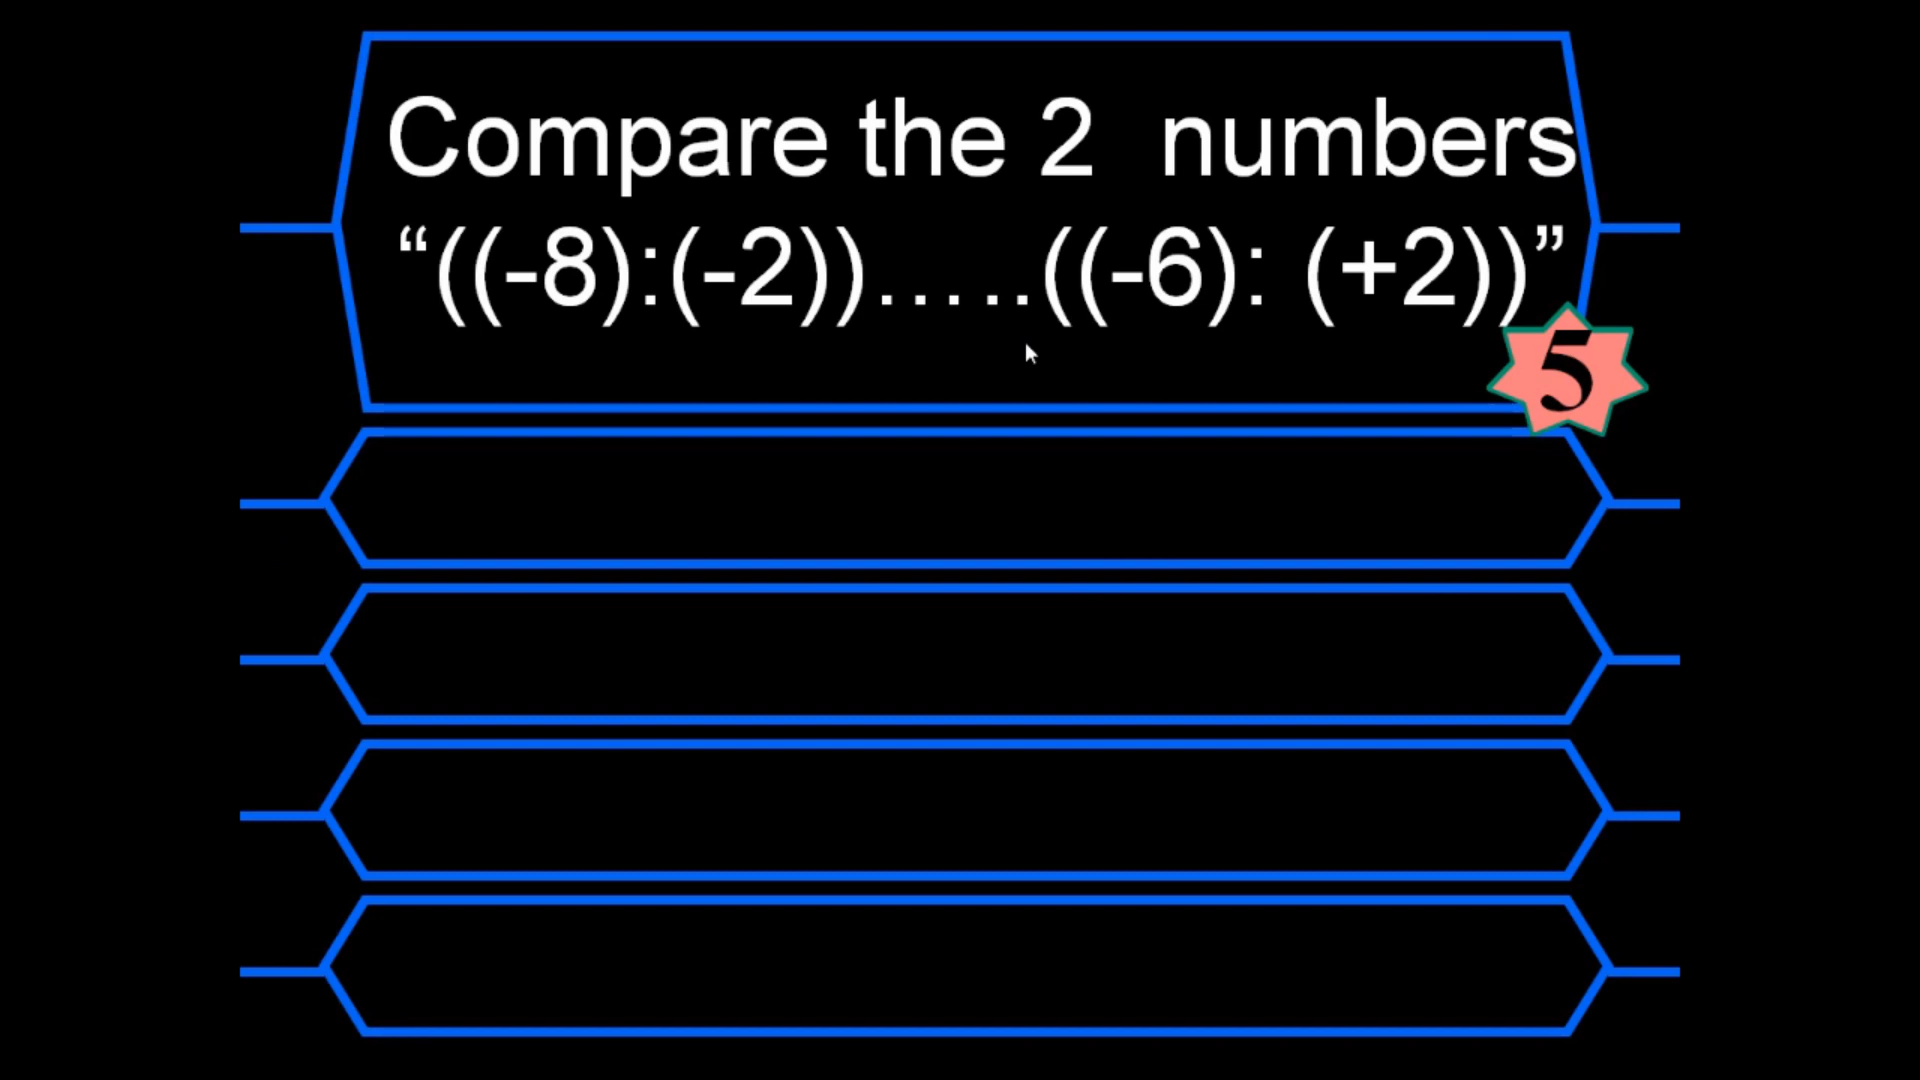 Compare the 2  numbers
“((-8):(-2))…..((-6): (+2))”
5